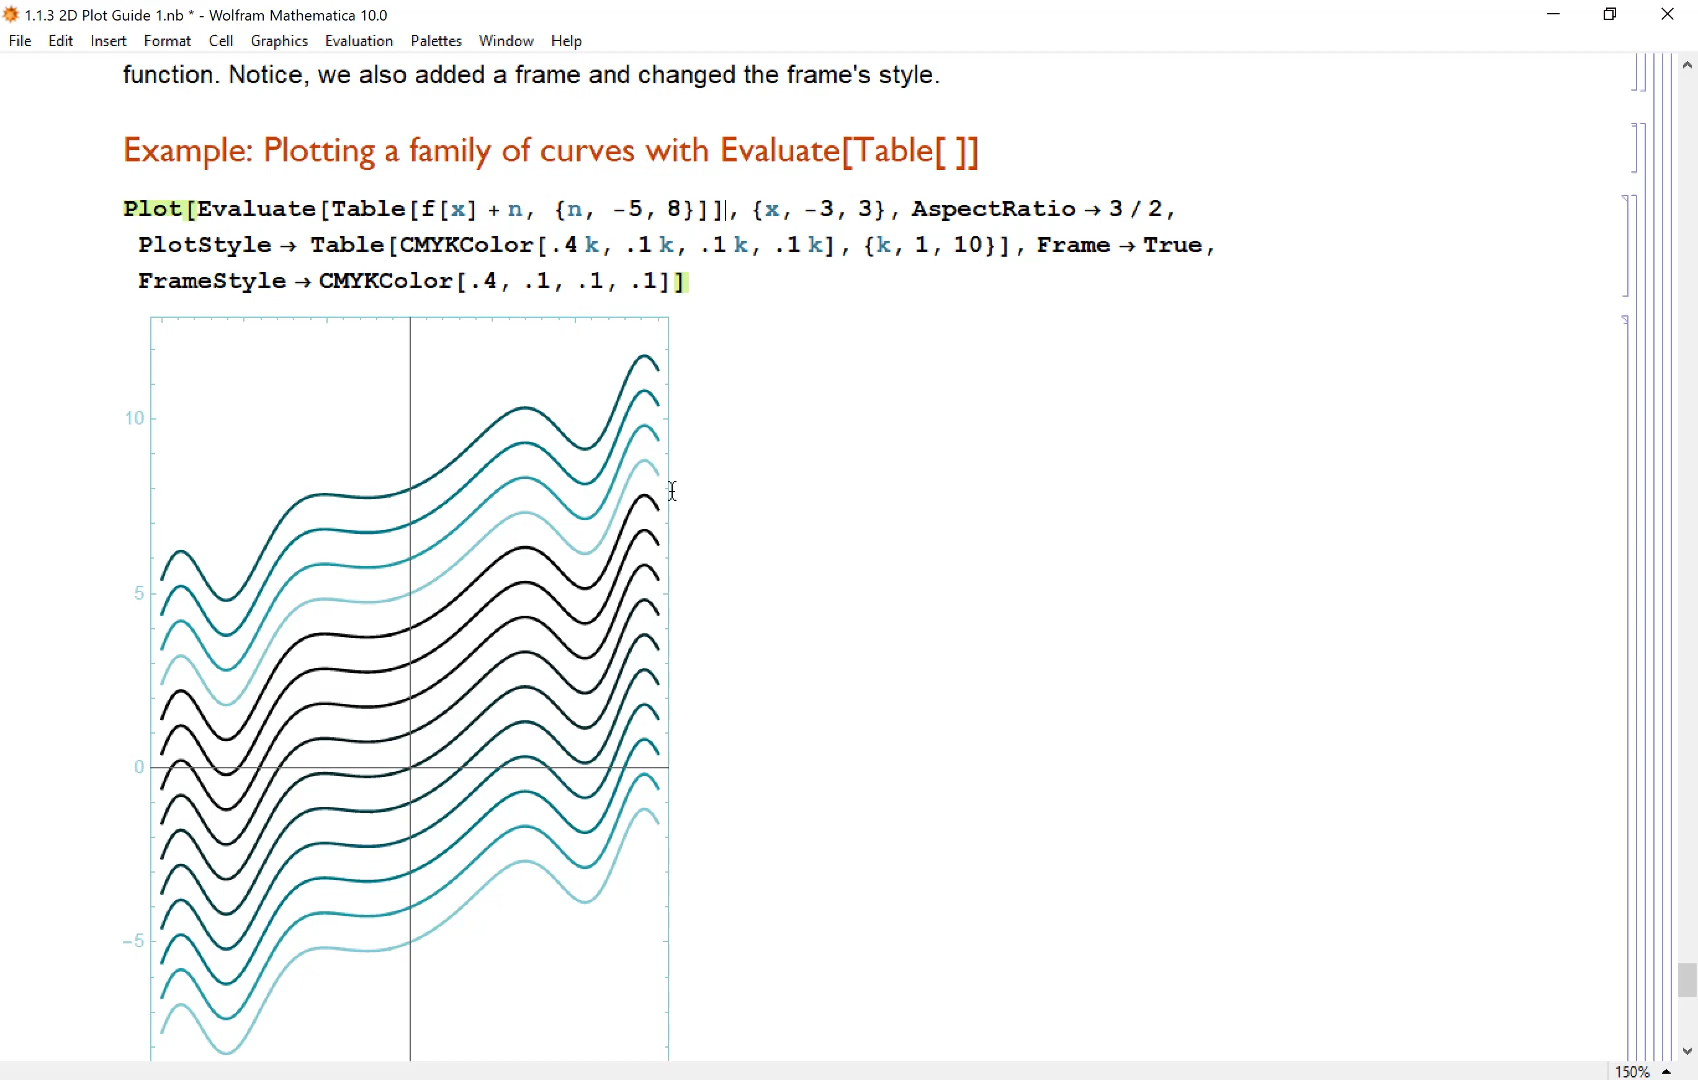 1.1.3 2D Plot Guide 1.nb * - Wolfram Mathematica 10.0
File Edit Insert Format Cell Graphics Evaluation Palettes Window Help
function. Notice, we also added a frame and changed the frame's style.
Example: Plotting a family of curves with Evaluate[Table[ ]]
Plot[Evaluate[Table[f[x] + n, {n, -5, 8}]], {x, -3, 3}, AspectRatio → 3 / 2,
PlotStyle → Table[CMYKColor[.4 k, .1 k, .1 k, .1 k], {k, 1, 10}], Frame → True,
FrameStyle → CMYKColor[.4, .1, .1, .1]]
10
5
0
-5
150%